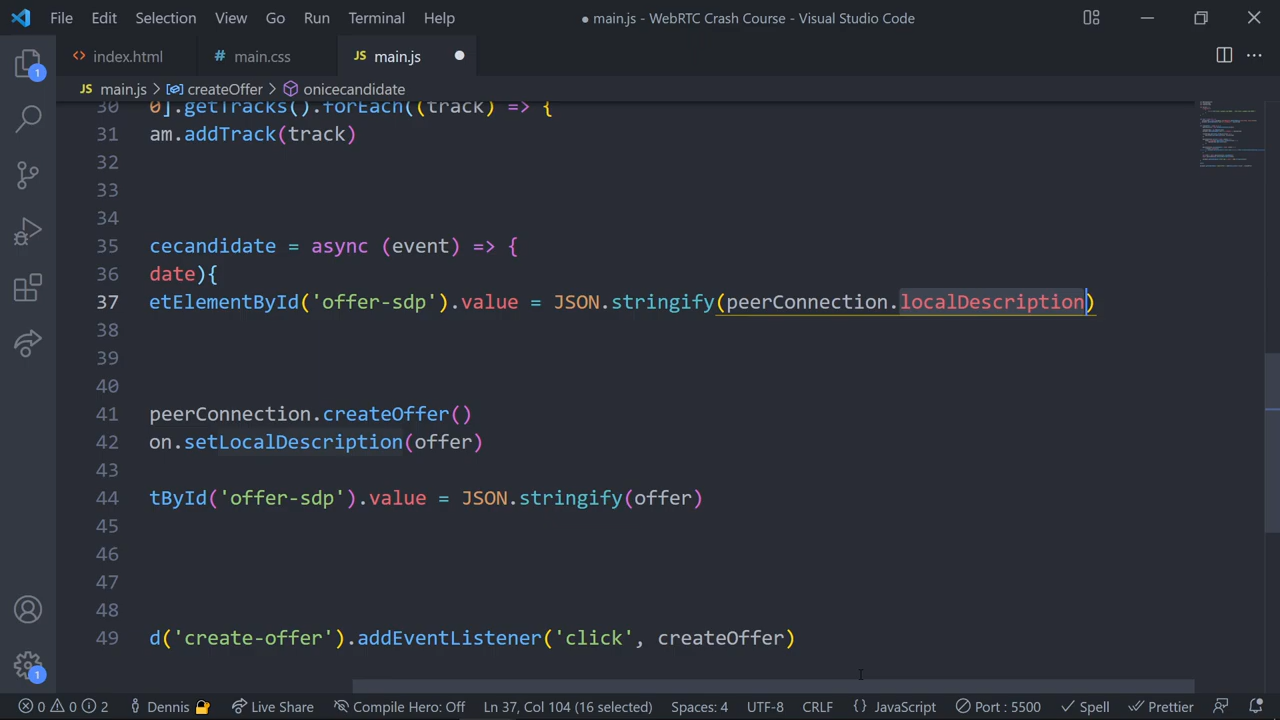 File Edit Selection View Go Run Terminal Help ● main.js - WebRTC Crash Course - Visual Studio Code
<> index.html # main.css JS main.js ●
JS main.js > createOffer > onicecandidate
30 0].getTracks().forEach((track) => {
31 am.addTrack(track)
32
33
34
35 cecandidate = async (event) => {
36 date){
37 etElementById('offer-sdp').value = JSON.stringify(peerConnection.localDescription)
38
39
40
41 peerConnection.createOffer()
42 on.setLocalDescription(offer)
43
44 tById('offer-sdp').value = JSON.stringify(offer)
45
46
47
48
49 d('create-offer').addEventListener('click', createOffer)
1
1
0 0 2 Dennis 🔐 Live Share Compile Hero: Off Ln 37, Col 104 (16 selected) Spaces: 4 UTF-8 CRLF {} JavaScript Port : 5500 Spell Prettier